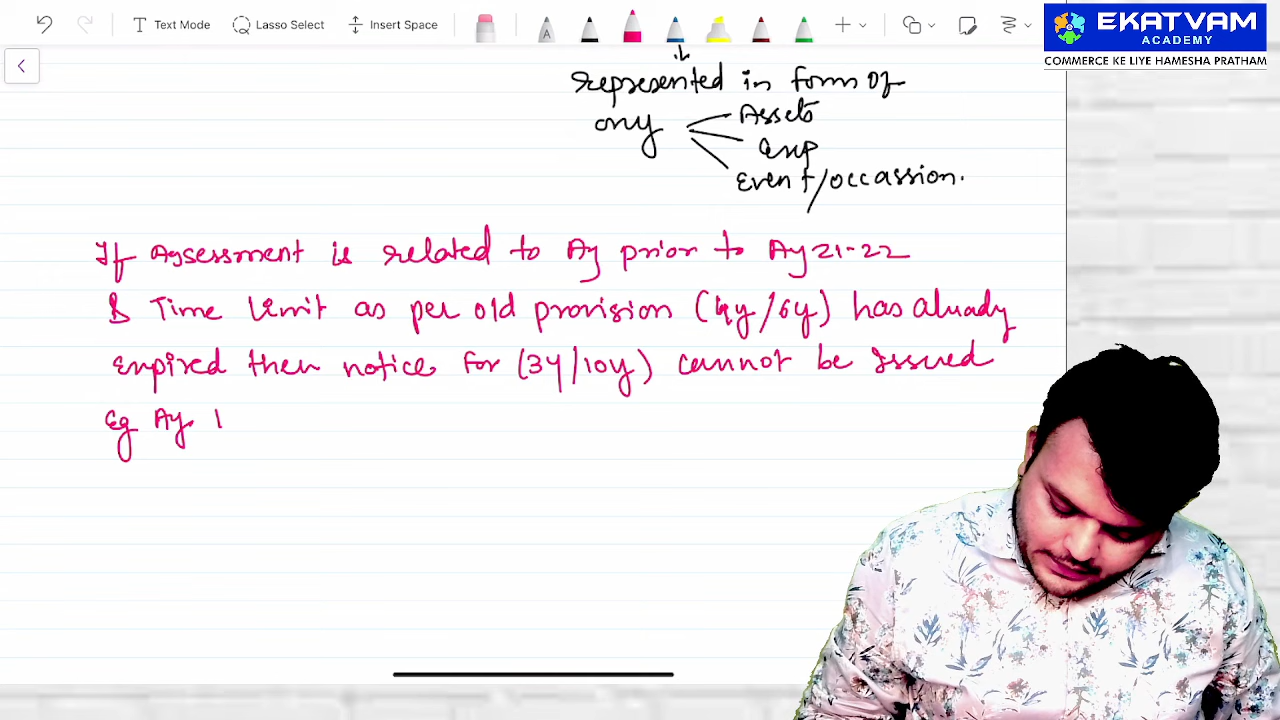 Text Mode Lasso Select Insert Space
EKATVAM
ACADEMY
COMMERCE KE LIYE HAMESHA PRATHAM
represented in form of
any
Assets
Exp
Event/occassion.
If Assessment is related to Ay prior to Ay 21-22
& Time limit as per old provision (4y/6y) has already
expired then notice for (3Y/10y) cannot be issued
Eg Ay. 1